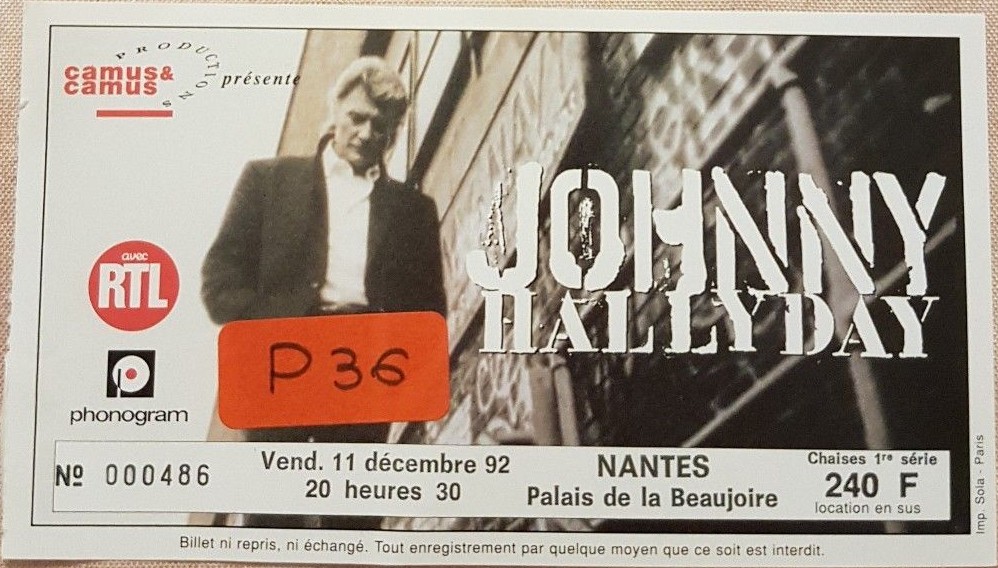 camus&
camus
PRODUCTIONS
présente
JOHNNY
HALLYDAY
avec
RTL
phonogram
P 36
Nº 000486
Vend. 11 décembre 92
20 heures 30
NANTES
Palais de la Beaujoire
Chaises 1re série
240 F
location en sus
Imp. Sola - Paris
Billet ni repris, ni échangé. Tout enregistrement par quelque moyen que ce soit est interdit.